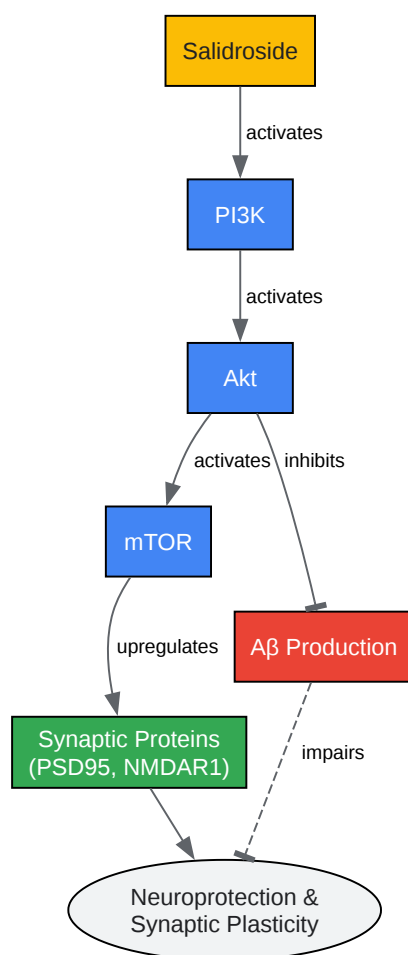 Salidroside
activates
PI3K
activates
Akt
activates
inhibits
mTOR
upregulates
Aβ Production
Synaptic Proteins
(PSD95, NMDAR1)
impairs
Neuroprotection &
Synaptic Plasticity